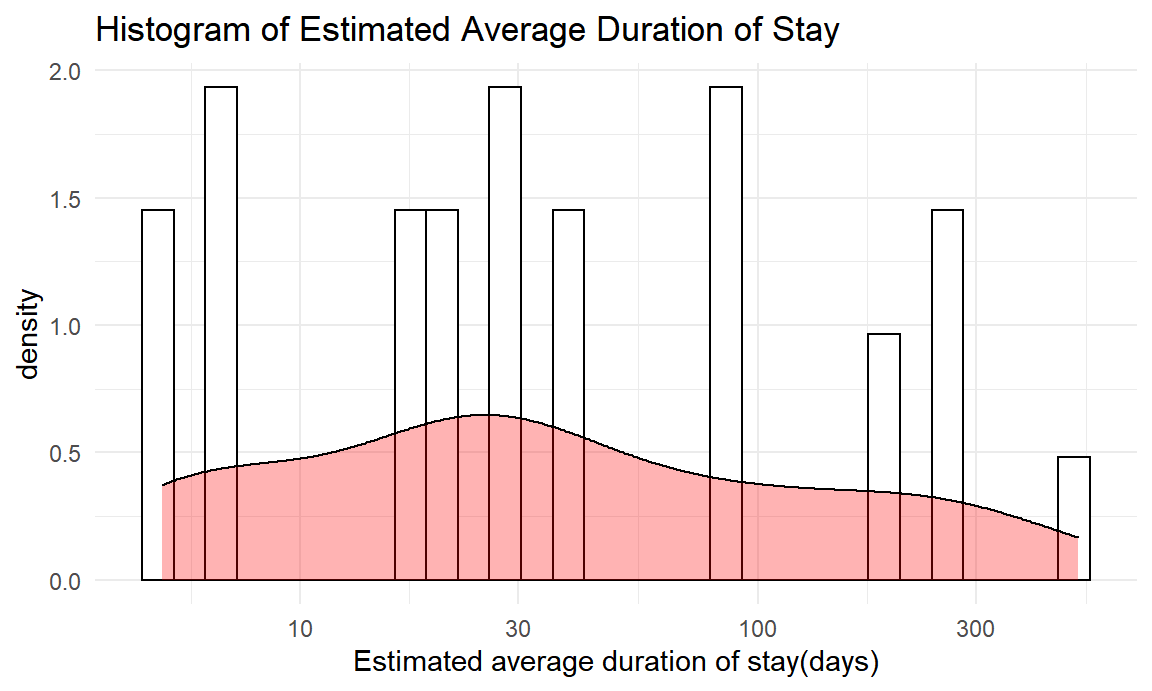 Histogram of Estimated Average Duration of Stay
2.0
1.5
1.0
0.5
0.0
density
10 30 100 300
Estimated average duration of stay(days)